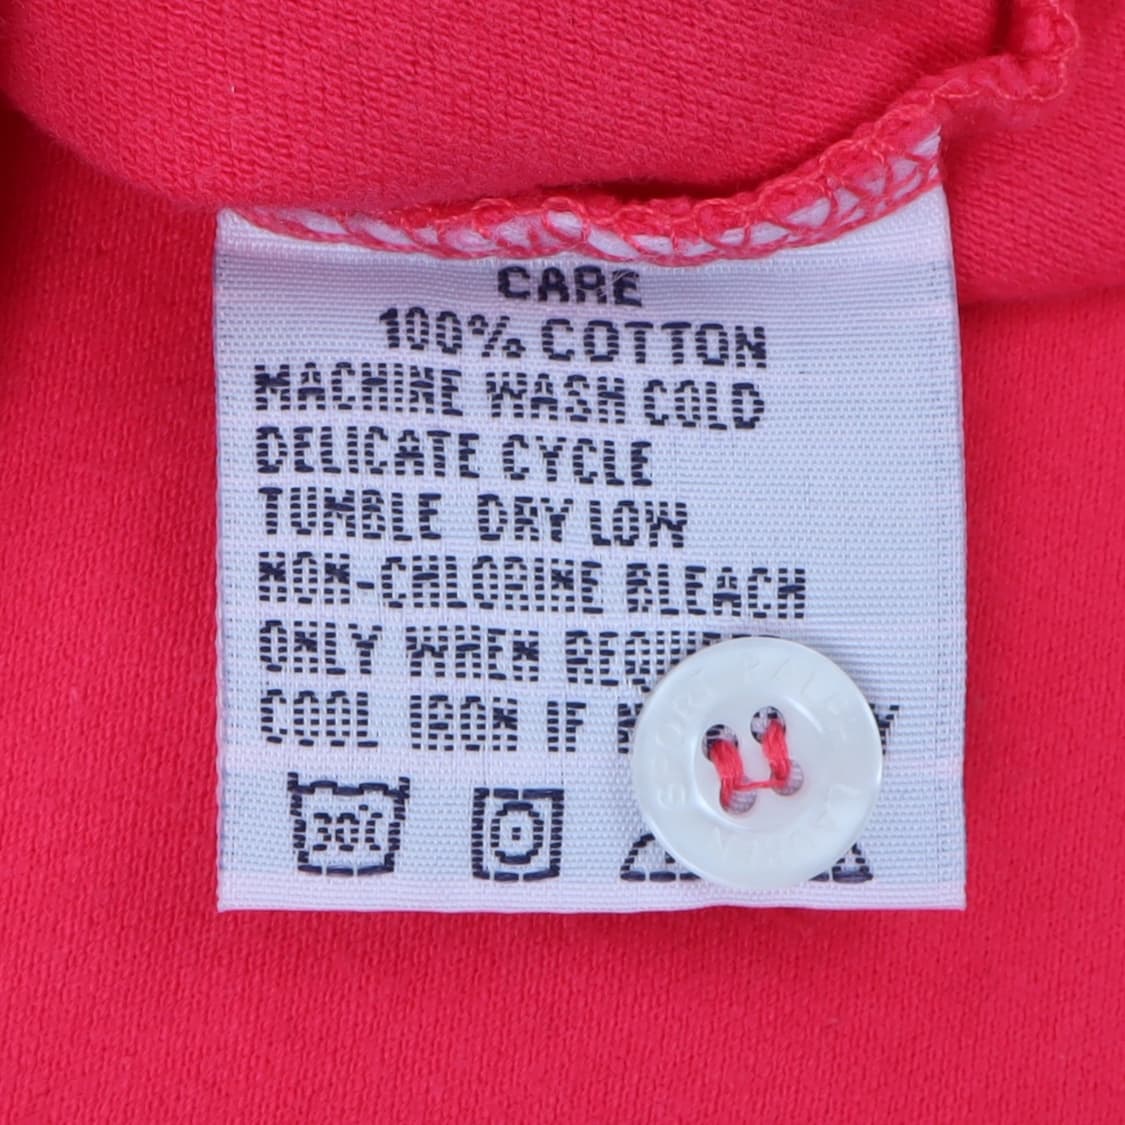 CARE
100% COTTON
MACHINE WASH COLD
DELICATE CYCLE
TUMBLE DRY LOW
NON-CHLORINE BLEACH
ONLY WHEN
COOL IRON IF
30°C